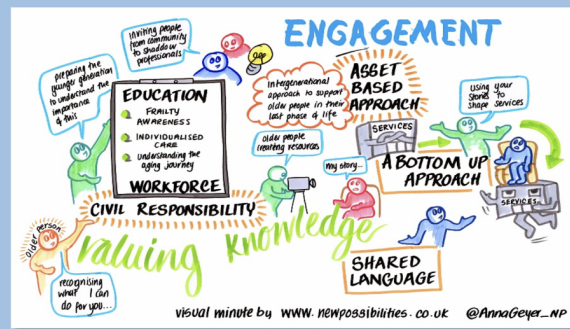 ENGAGEMENT
inviting people
from community
to shaddow
professionals
age
preparing the
younger generation
to understand the
importance
of this
EDUCATION
FRAILTY
AWARENESS
INDIVIDUALISED
CARE
understanding the
aging journey
WORKFORCE
Intergenerational
approach to support
older people in their
last phase of life
ASSET
BASED
APPROACH
using your
stories to
shape services
SERVICES
A BOTTOM UP
APPROACH
SERVICES
older people
creating resources
my story...
CIVIL RESPONSIBILITY
older person
valuing knowledge
recognising
what I can
do for you...
SHARED
LANGUAGE
visual minute by www.newpossibilities.co.uk @AnnaGeyer_NP